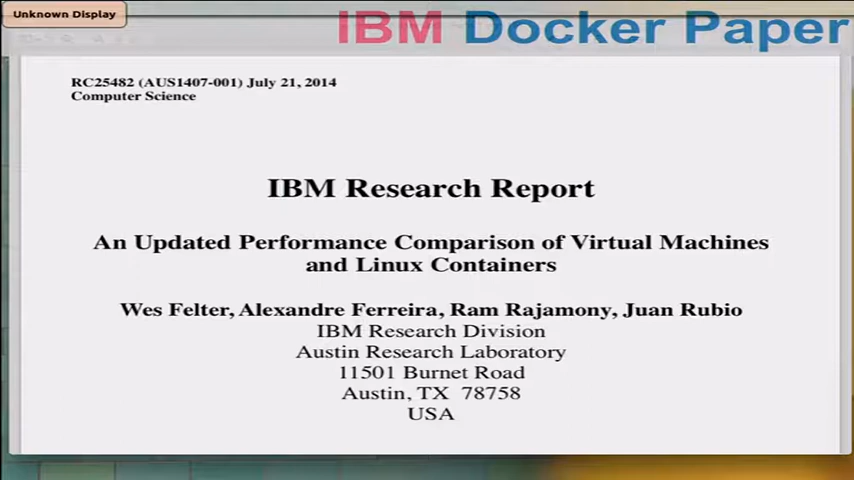 Unknown Display
IBM Docker Paper
RC25482 (AUS1407-001) July 21, 2014
Computer Science
IBM Research Report
An Updated Performance Comparison of Virtual Machines
and Linux Containers
Wes Felter, Alexandre Ferreira, Ram Rajamony, Juan Rubio
IBM Research Division
Austin Research Laboratory
11501 Burnet Road
Austin, TX 78758
USA